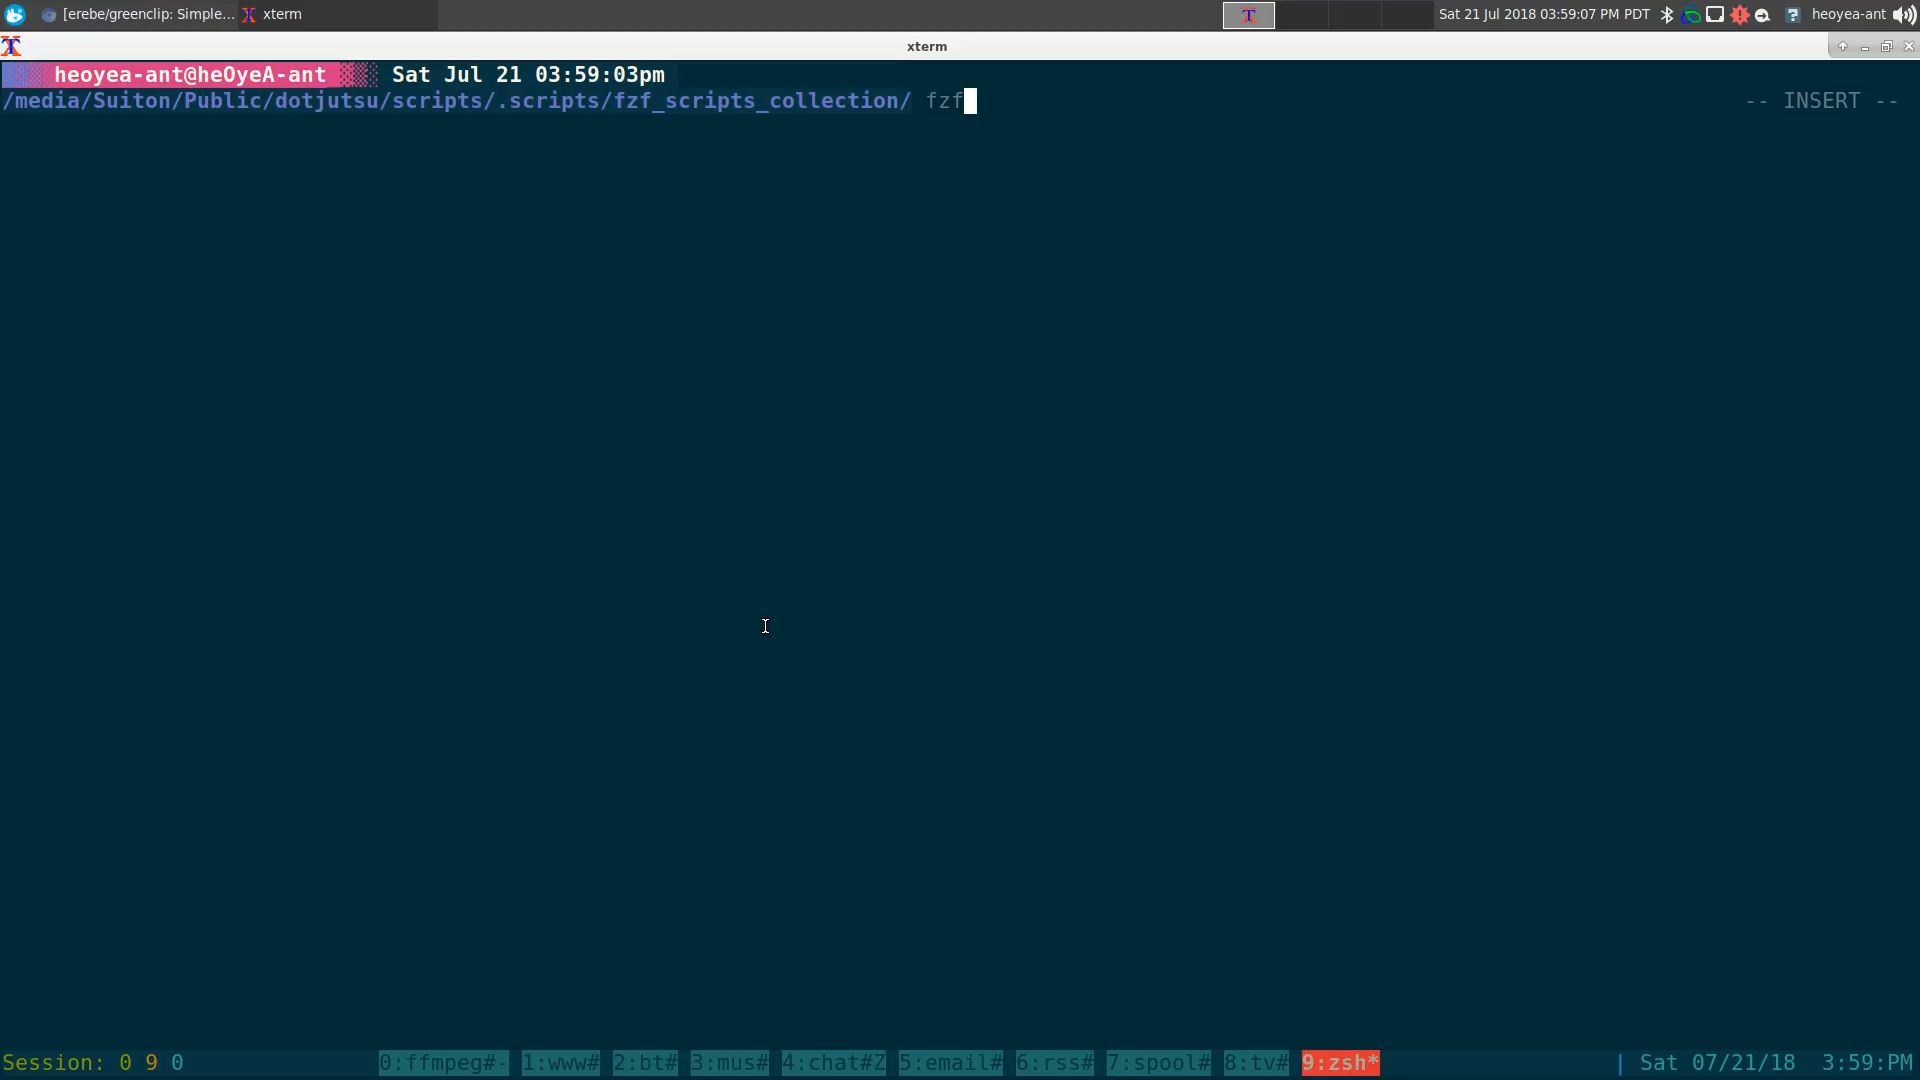 [erebe/greenclip: Simple... xterm Sat 21 Jul 2018 03:59:07 PM PDT heoyea-ant
xterm
heoyea-ant@heOyeA-ant Sat Jul 21 03:59:03pm
/media/Suiton/Public/dotjutsu/scripts/.scripts/fzf_scripts_collection/ fzf -- INSERT --
Session: 0 9 0 0:ffmpeg#- 1:www# 2:bt# 3:mus# 4:chat#Z 5:email# 6:rss# 7:spool# 8:tv# 9:zsh* | Sat 07/21/18 3:59:PM